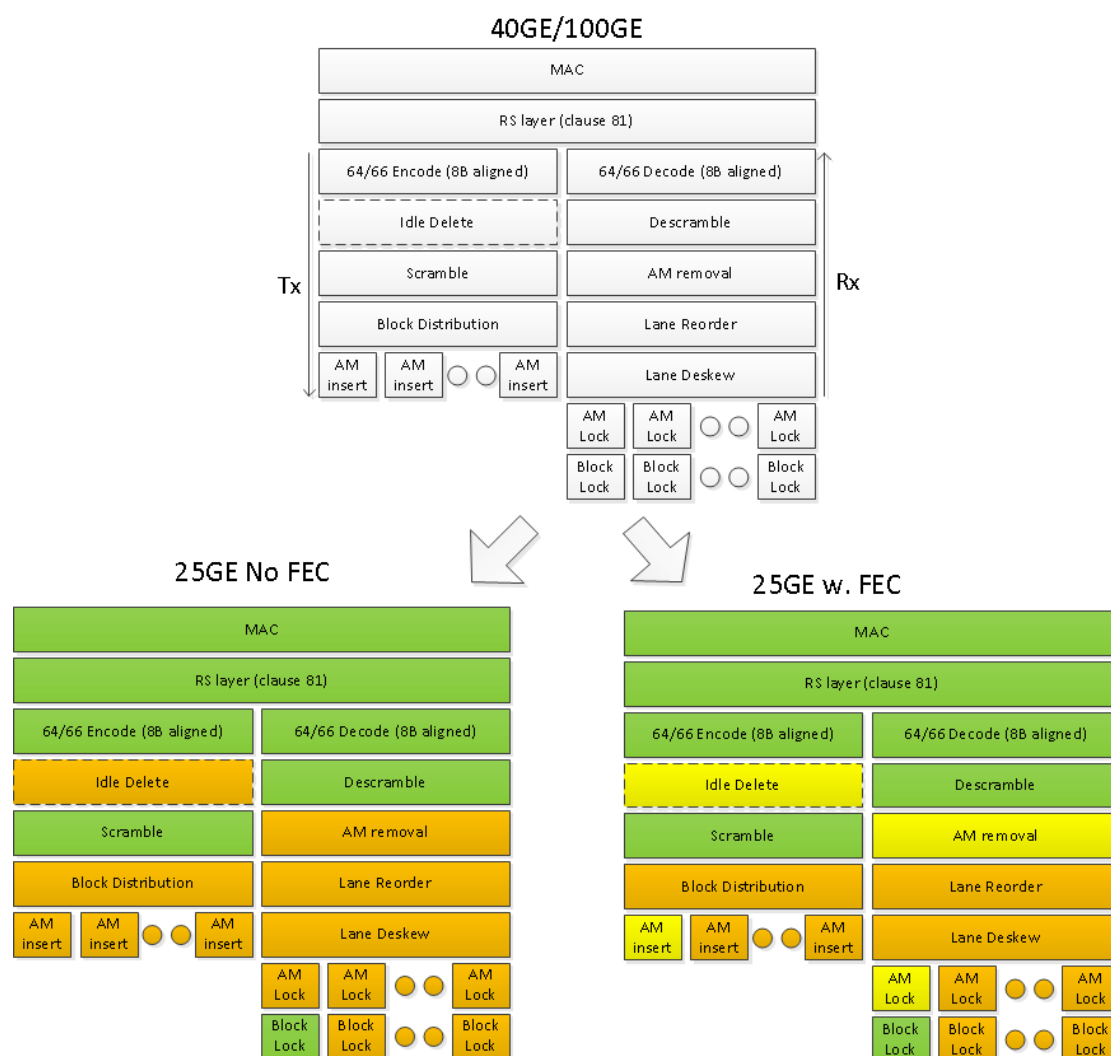 40GE/100GE
MAC
RS layer (clause 81)
64/66 Encode (8B aligned)
64/66 Decode (8B aligned)
Idle Delete
Descramble
Tx
Scramble
AM removal
Rx
Block Distribution
Lane Reorder
AM insert
AM insert
AM insert
Lane Deskew
AM Lock
AM Lock
AM Lock
Block Lock
Block Lock
Block Lock
25GE No FEC
MAC
RS layer (clause 81)
64/66 Encode (8B aligned)
64/66 Decode (8B aligned)
Idle Delete
Descramble
Scramble
AM removal
Block Distribution
Lane Reorder
AM insert
AM insert
AM insert
Lane Deskew
AM Lock
AM Lock
AM Lock
Block Lock
Block Lock
Block Lock
25GE w. FEC
MAC
RS layer (clause 81)
64/66 Encode (8B aligned)
64/66 Decode (8B aligned)
Idle Delete
Descramble
Scramble
AM removal
Block Distribution
Lane Reorder
AM insert
AM insert
AM insert
Lane Deskew
AM Lock
AM Lock
AM Lock
Block Lock
Block Lock
Block Lock